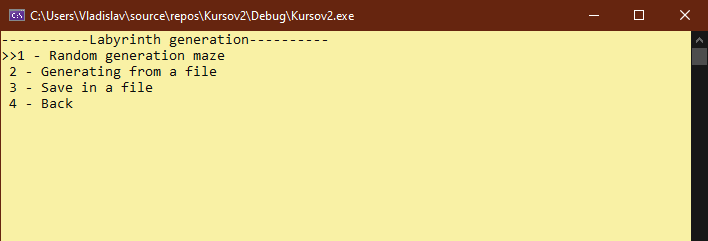 C:\Users\Vladislav\source\repos\Kursov2\Debug\Kursov2.exe
-----------Labyrinth generation----------
>>1 - Random generation maze
2 - Generating from a file
3 - Save in a file
4 - Back